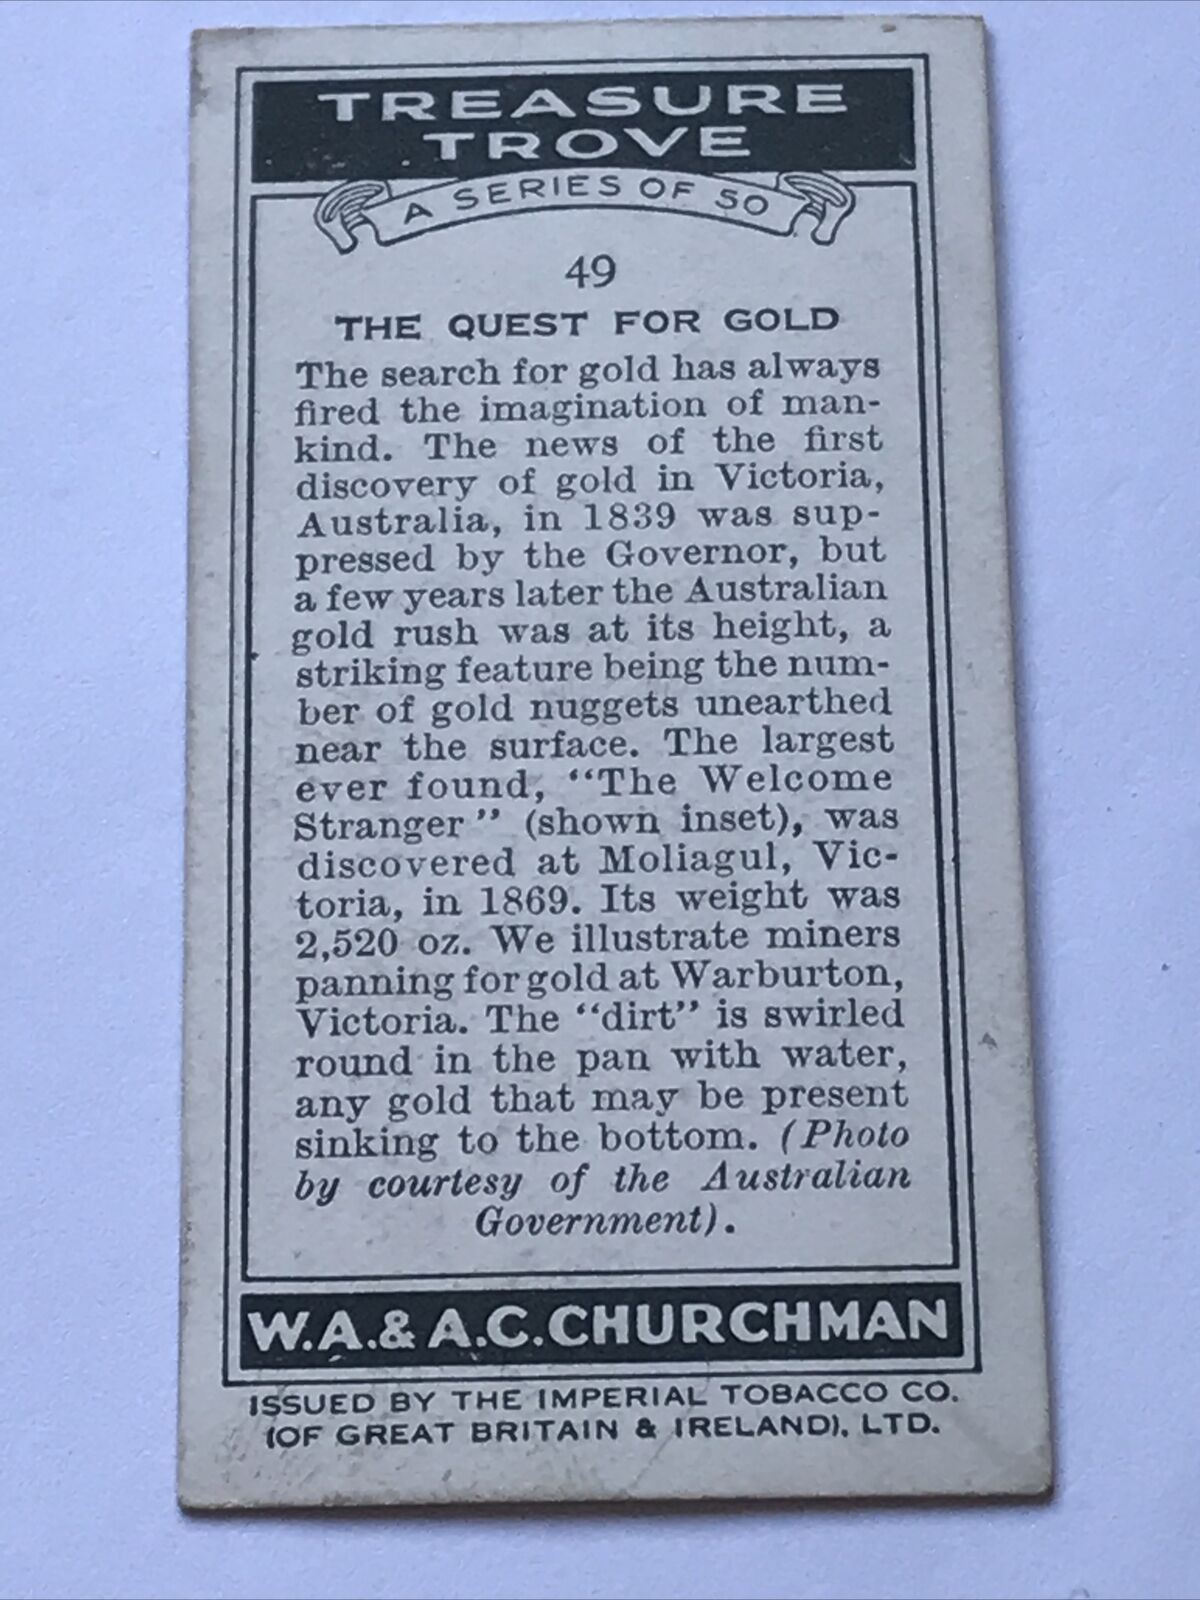 TREASURE
TROVE
A SERIES OF 50
49
THE QUEST FOR GOLD
The search for gold has always
fired the imagination of man-
kind. The news of the first
discovery of gold in Victoria,
Australia, in 1839 was sup-
pressed by the Governor, but
a few years later the Australian
gold rush was at its height, a
striking feature being the num-
ber of gold nuggets unearthed
near the surface. The largest
ever found, "The Welcome
Stranger" (shown inset), was
discovered at Moliagul, Vic-
toria, in 1869. Its weight was
2,520 oz. We illustrate miners
panning for gold at Warburton,
Victoria. The "dirt" is swirled
round in the pan with water,
any gold that may be present
sinking to the bottom. (Photo
by courtesy of the Australian
Government).
W.A.& A.C.CHURCHMAN
ISSUED BY THE IMPERIAL TOBACCO CO.
(OF GREAT BRITAIN & IRELAND), LTD.